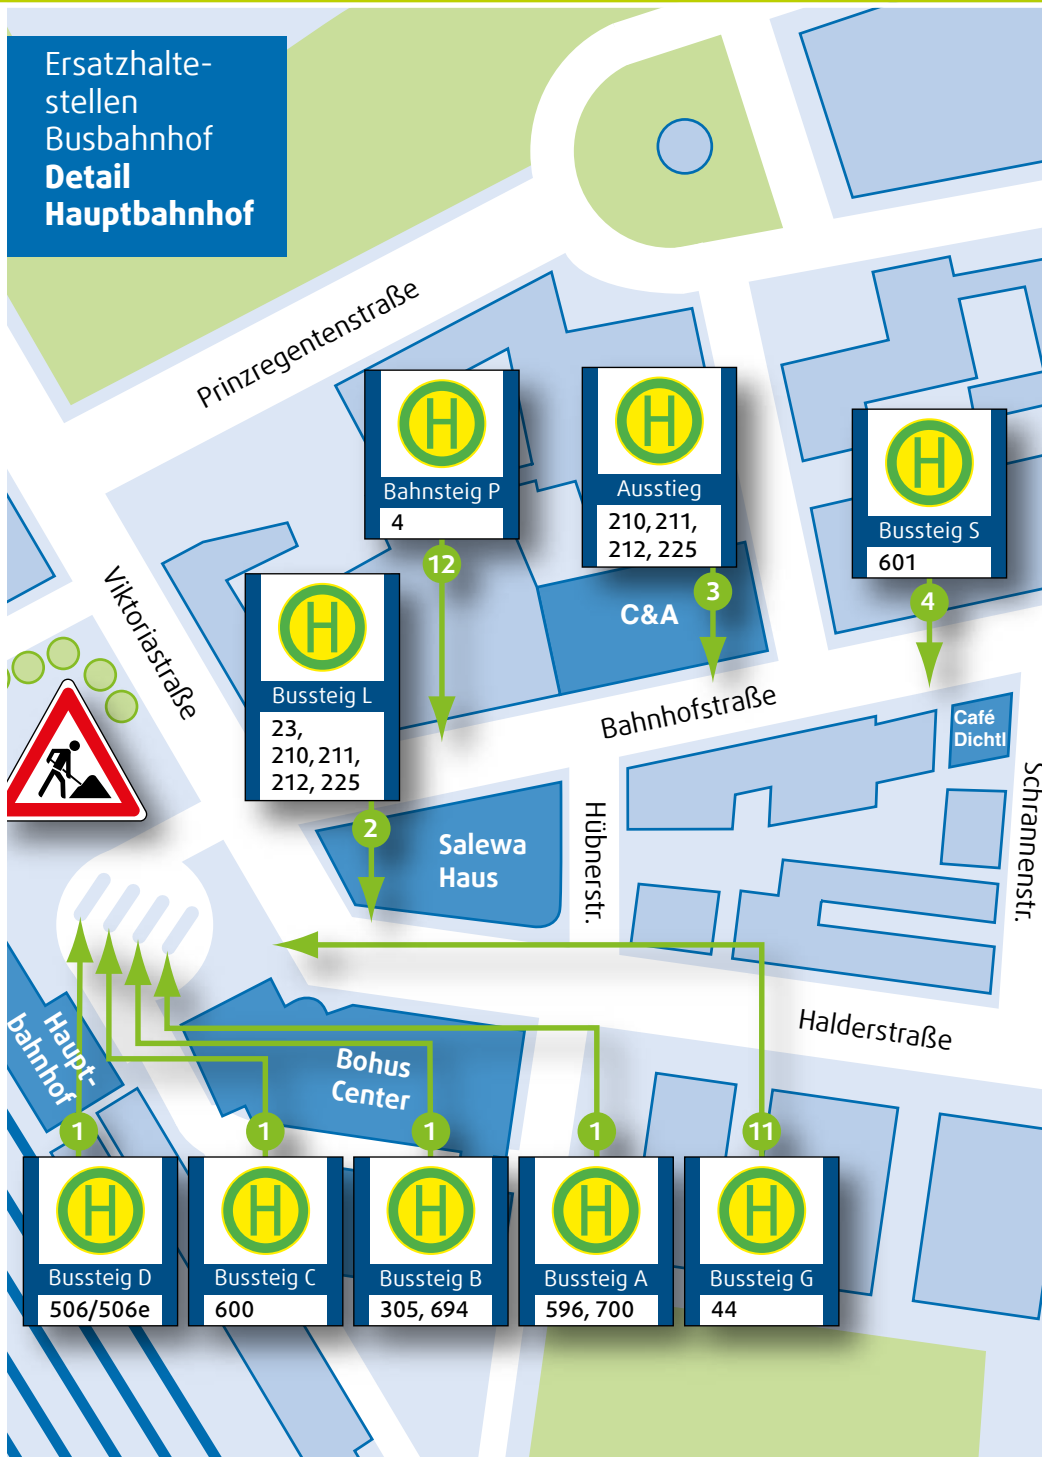 Ersatzhalte-
stellen
Busbahnhof
Detail
Hauptbahnhof
Prinzregentenstraße
H
Bahnsteig P
4
12
H
Ausstieg
210, 211,
212, 225
3
H
Bussteig S
601
4
C&A
Viktoriastraße
H
Bussteig L
23,
210, 211,
212, 225
2
Bahnhofstraße
Café
Dichtl
Schrannenstr.
Salewa
Haus
Hübnerstr.
Halderstraße
Haupt-
bahnhof
Bohus
Center
1
1
1
1
11
H
Bussteig D
506/506e
H
Bussteig C
600
H
Bussteig B
305, 694
H
Bussteig A
596, 700
H
Bussteig G
44